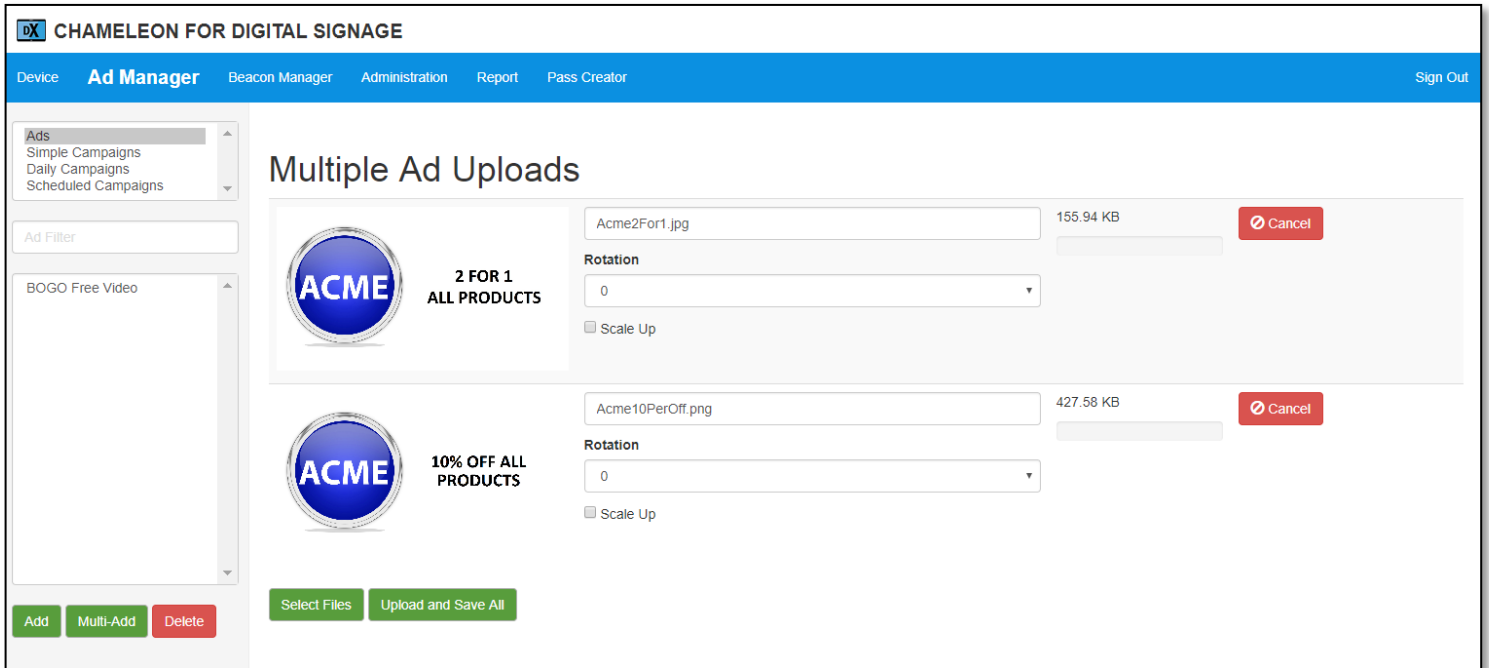 DX CHAMELEON FOR DIGITAL SIGNAGE
Device Ad Manager Beacon Manager Administration Report Pass Creator Sign Out
Ads
Simple Campaigns
Daily Campaigns
Scheduled Campaigns
Ad Filter
BOGO Free Video
Add Multi-Add Delete
Multiple Ad Uploads
ACME
2 FOR 1
ALL PRODUCTS
Acme2For1.jpg
155.94 KB
Cancel
Rotation
0
Scale Up
ACME
10% OFF ALL
PRODUCTS
Acme10PerOff.png
427.58 KB
Cancel
Rotation
0
Scale Up
Select Files Upload and Save All